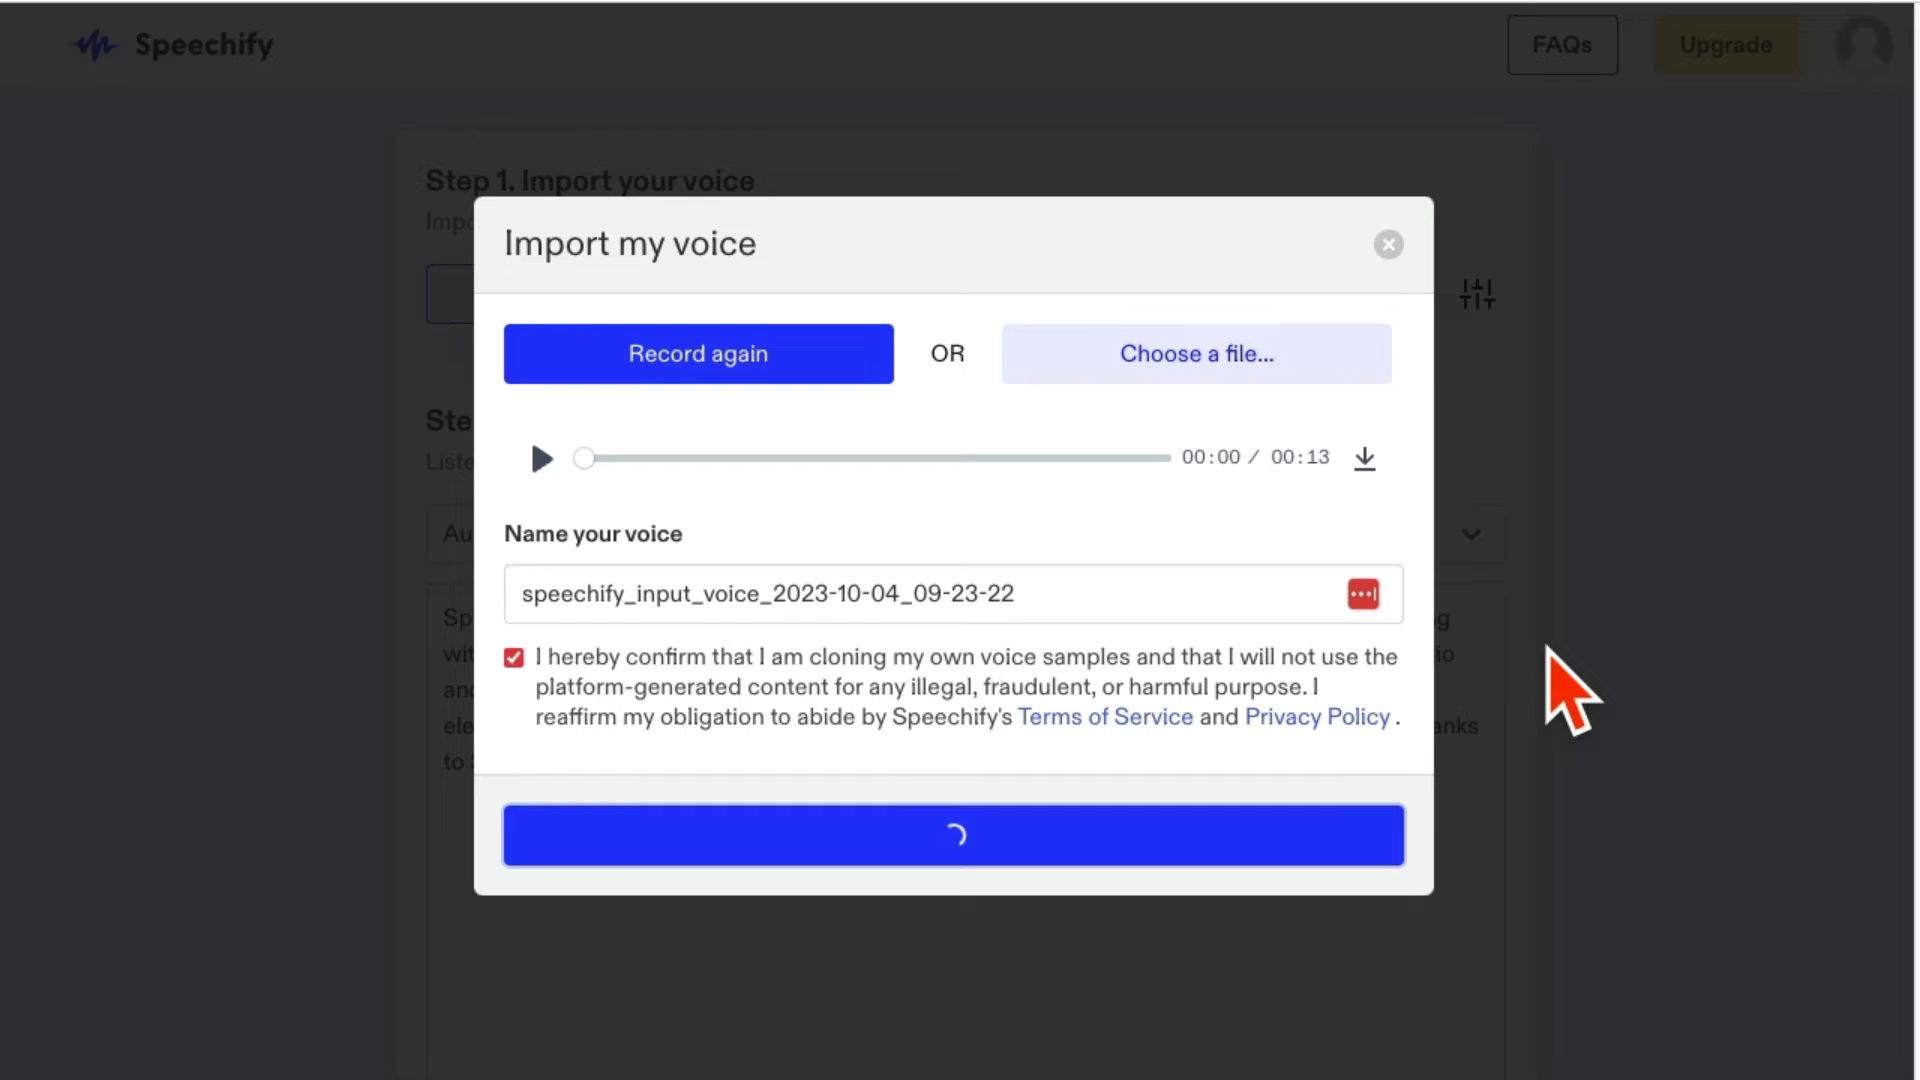 Speechify
FAQs
Upgrade
Step 1. Import your voice
Import my voice
Record again
OR
Choose a file...
00:00 / 00:13
Name your voice
speechify_input_voice_2023-10-04_09-23-22
I hereby confirm that I am cloning my own voice samples and that I will not use the
platform-generated content for any illegal, fraudulent, or harmful purpose. I
reaffirm my obligation to abide by Speechify's Terms of Service and Privacy Policy .
to